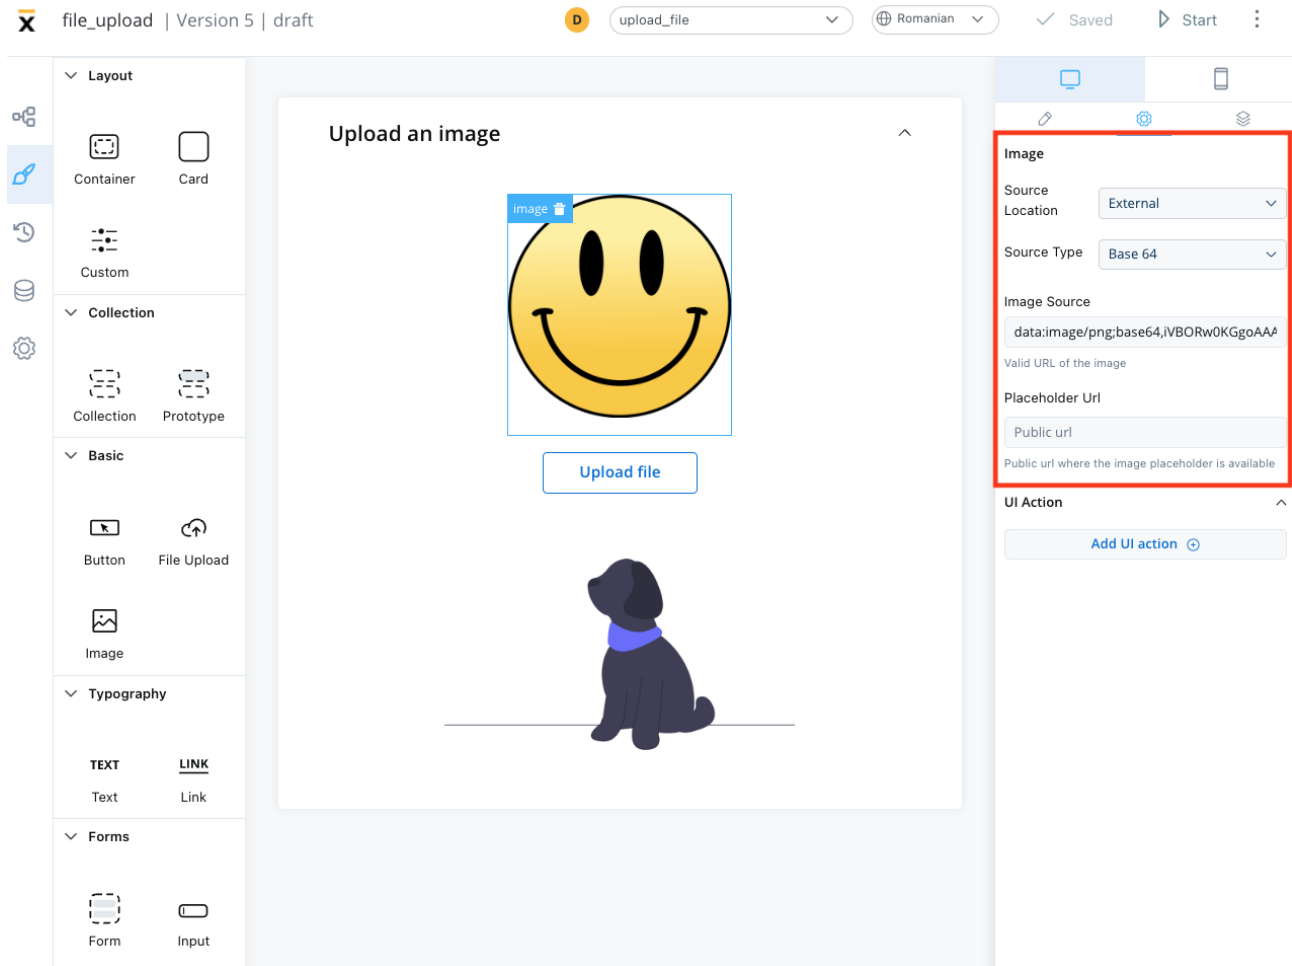 file_upload | Version 5 | draft
D
upload_file
Romanian
Saved
Start
Layout
Container
Card
Custom
Collection
Collection
Prototype
Basic
Button
File Upload
Image
Typography
TEXT
LINK
Text
Link
Forms
Form
Input
Upload an image
image
Upload file
Image
Source
Location
External
Source Type
Base 64
Image Source
data:image/png;base64,iVBORw0KGgoAAA
Valid URL of the image
Placeholder Url
Public url
Public url where the image placeholder is available
UI Action
Add UI action